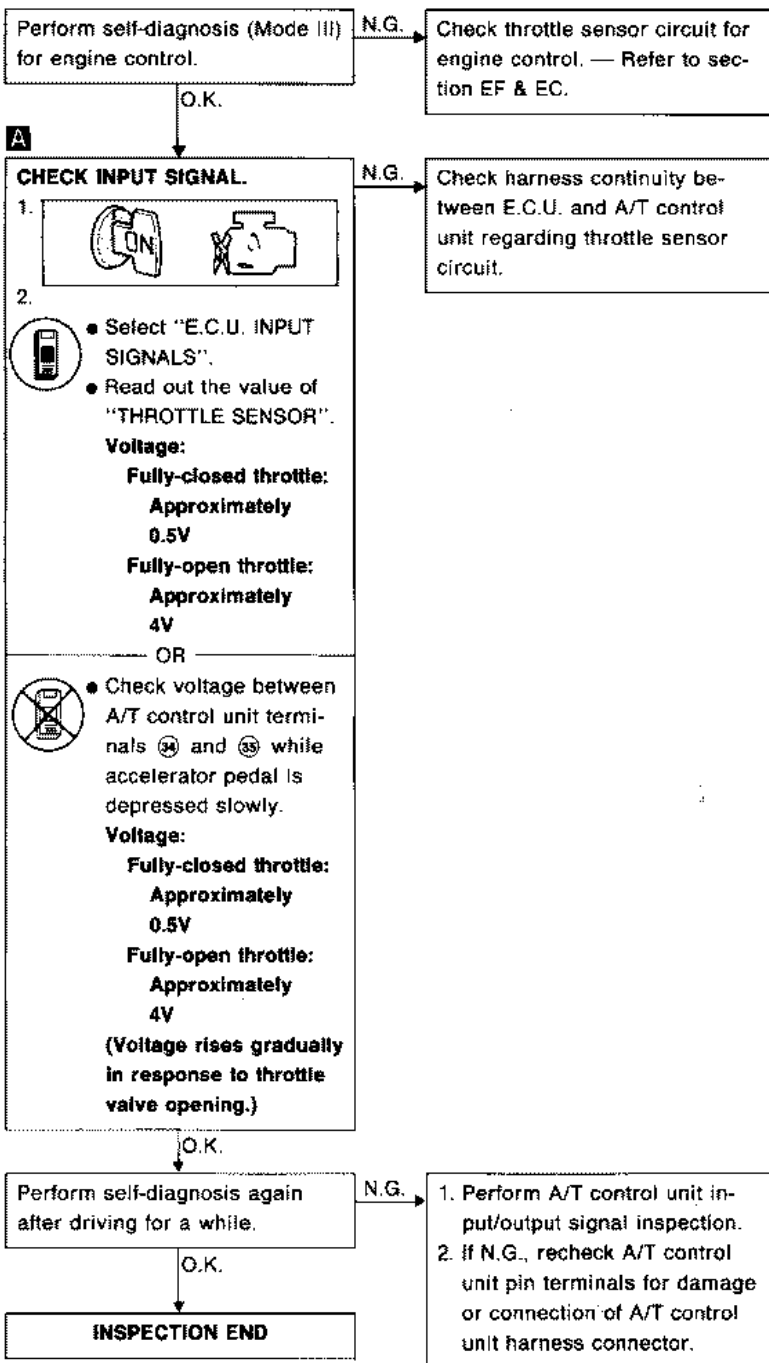 Perform self-diagnosis (Mode III)
for engine control.
N.G.
Check throttle sensor circuit for
engine control. — Refer to sec-
tion EF & EC.
O.K.
A
CHECK INPUT SIGNAL.
N.G.
Check harness continuity be-
tween E.C.U. and A/T control
unit regarding throttle sensor
circuit.
1.
ON
2.
● Select "E.C.U. INPUT
SIGNALS".
● Read out the value of
"THROTTLE SENSOR".
Voltage:
Fully-closed throttle:
Approximately
0.5V
Fully-open throttle:
Approximately
4V
OR
● Check voltage between
A/T control unit termi-
nals ㉞ and ㉟ while
accelerator pedal is
depressed slowly.
Voltage:
Fully-closed throttle:
Approximately
0.5V
Fully-open throttle:
Approximately
4V
(Voltage rises gradually
in response to throttle
valve opening.)
O.K.
Perform self-diagnosis again
after driving for a while.
N.G.
1. Perform A/T control unit in-
put/output signal inspection.
2. If N.G., recheck A/T control
unit pin terminals for damage
or connection of A/T control
unit harness connector.
O.K.
INSPECTION END